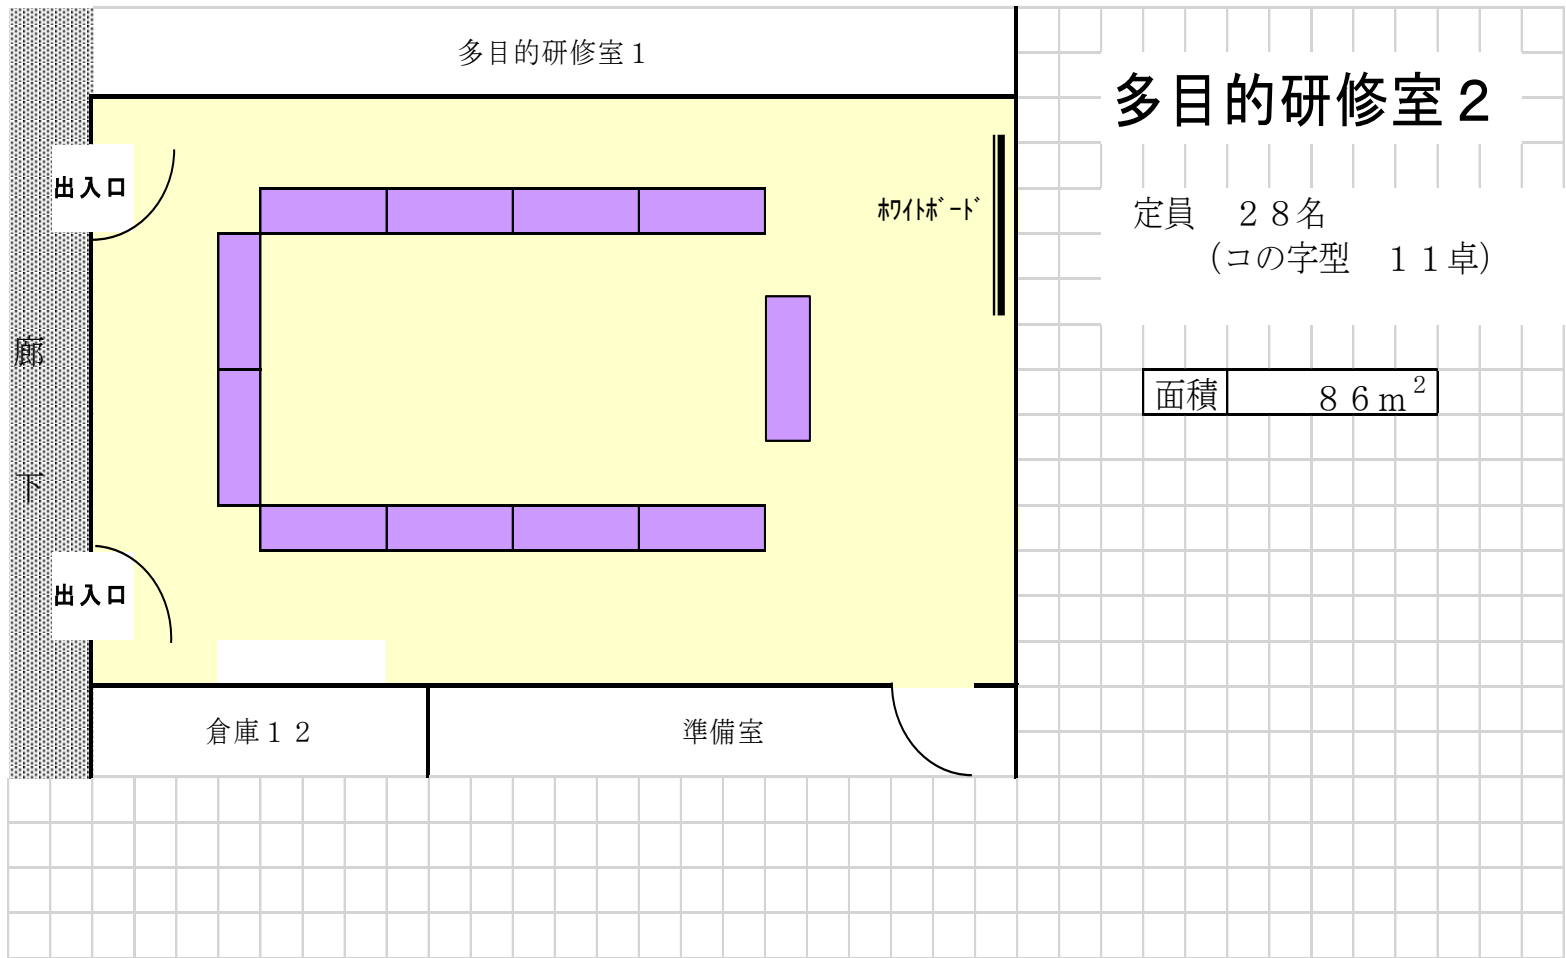 多目的研修室１
多目的研修室２
出入口
ﾎﾜｲﾄﾎﾞｰﾄﾞ
定員　２８名
（コの字型　１１卓）
廊
下
面積　８６ｍ²
出入口
倉庫１２
準備室